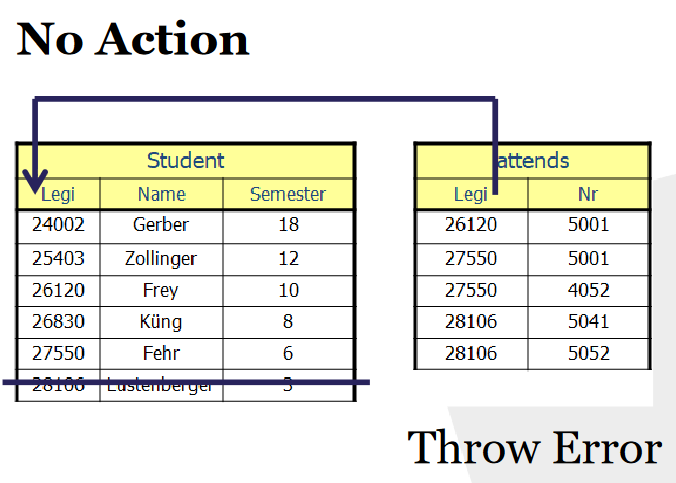 No Action
Student
Legi Name Semester
24002 Gerber 18
25403 Zollinger 12
26120 Frey 10
26830 Küng 8
27550 Fehr 6
28106 Lustenberger 3
attends
Legi Nr
26120 5001
27550 5001
27550 4052
28106 5041
28106 5052
Throw Error